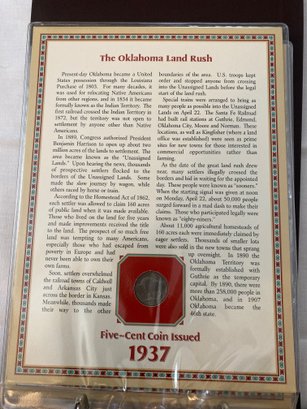 The Oklahoma Land Rush
Present-day Oklahoma became a United
States possession through the Louisiana
Purchase of 1803. For many decades, it
was used for relocating Native Americans
from other regions, and in 1834 it became
formally known as the Indian Territory. The
first railroad crossed the Indian Territory in
1872, but the territory was not open to
settlement by anyone other than Native
Americans.
In 1889, Congress authorized President
Benjamin Harrison to open up about two
million acres of the lands to settlement. The
area became known as the "Unassigned
Lands." Upon hearing the news, thousands
of prospective settlers flocked to the
borders of the Unassigned Lands. Some
made the slow journey by wagon, while
others raced by horse or train.
According to the Homestead Act of 1862,
each settler was allowed to claim 160 acres
of public land when it was made available.
Those who lived on the land for five years
and made improvements received title to
the land. The prospect of so much free
land was tempting to many Americans,
especially those who had escaped from
poverty in Europe and had
never been able to own their
own farms.
Soon, settlers overwhelmed
the railroad towns of Caldwell
and Arkansas City just
across the border in Kansas.
Meanwhile, thousands made
their way to the other
boundaries of the area. U.S. troops kept
order and stopped anyone from crossing
into the Unassigned Lands before the legal
start of the land rush.
Special trains were to bring as
many people as possible into the Unassigned
Lands on April 22. The Santa Fe Railroad
had built rail stations at Guthrie, Edmond,
Oklahoma City, Moore and Norman. These
locations, as well as Kingfisher (where a land
office was established) were seen as prime
sites for new towns for those interested in
commercial opportunities rather than
farming.
As the date of the great land rush drew
near, many settlers illegally crossed the
borders and hid in waiting for the appointed
day. These people were known as "sooners."
When the starting signal was given at noon
on Monday, April 22, about 50,000 people
surged forward in a mad dash to make their
claims. Those who participated legally were
known as "eighty-niners."
About 11,000 agricultural homesteads of
160 acres each were immediately claimed by
eager settlers. Thousands of smaller lots
were also sold in the new towns that sprang
up overnight. In 1890 the
Oklahoma Territory was
formally established with
Guthrie as the temporary
capital. By 1890, there were
more than 258,000 people in
Oklahoma, and in 1907
Oklahoma became the
46th state.
Five-Cent Coin Issued
1937